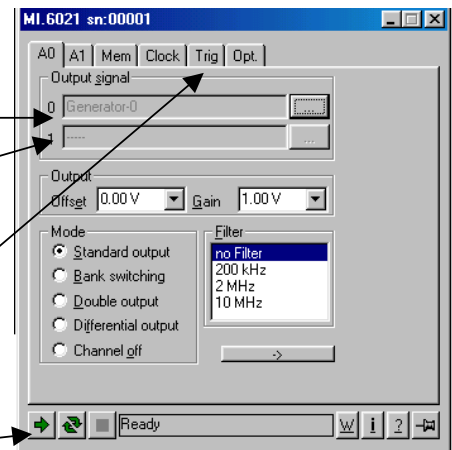 MI.6021 sn:00001
A0 A1 Mem Clock Trig Opt.
Output signal
0 Generator-0 ...
1 ----- ...
Output
Offset 0.00 V Gain 1.00 V
Mode Filter
Standard output no Filter
Bank switching 200 kHz
Double output 2 MHz
Differential output 10 MHz
Channel off ->
Ready W i ?